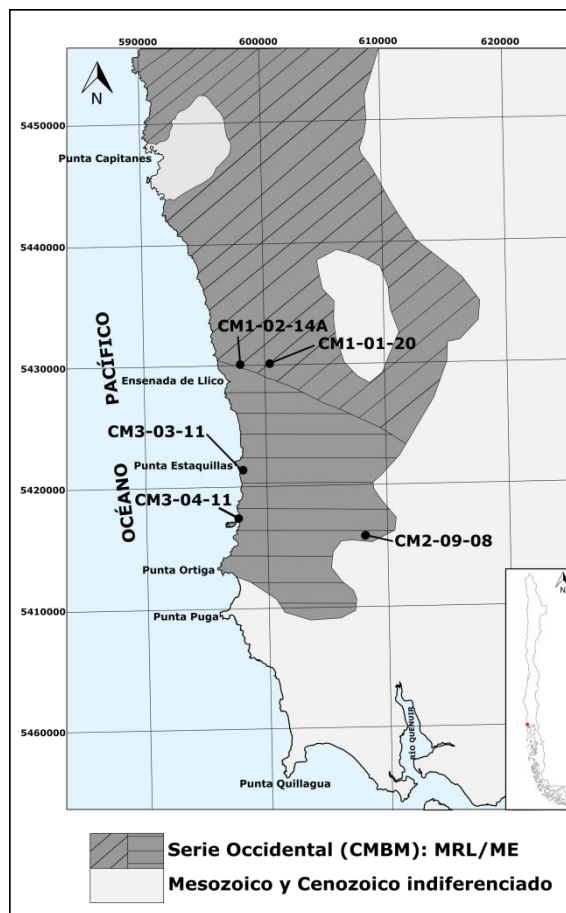 590000
600000
610000
620000
N
5450000
Punta Capitanes
5440000
CM1-02-14A
CM1-01-20
5430000
Ensenada de Llico
OCÉANO PACÍFICO
CM3-03-11
Punta Estaquillas
5420000
CM3-04-11
CM2-09-08
Punta Ortiga
5410000
Punta Puga
5460000
RÍO QUENUIR
Punta Quillagua
N
Serie Occidental (CMBM): MRL/ME
Mesozoico y Cenozoico indiferenciado